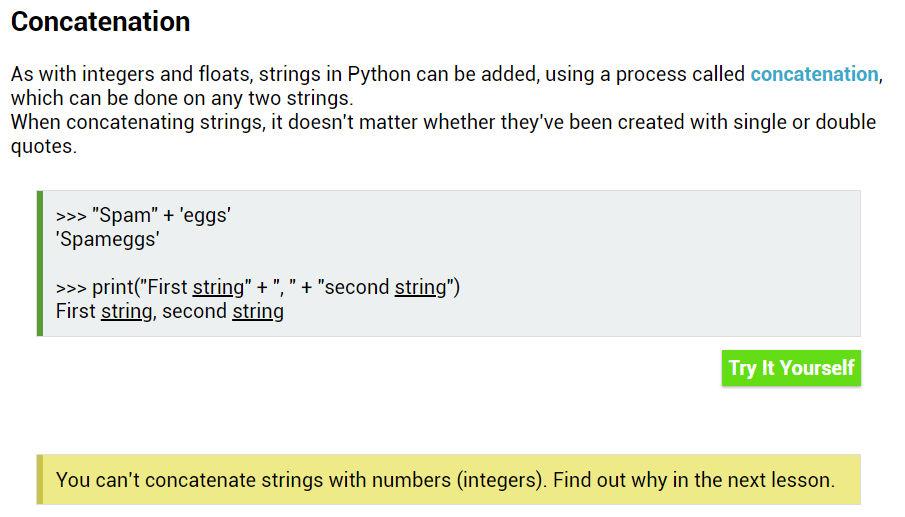 Concatenation
As with integers and floats, strings in Python can be added, using a process called concatenation,
which can be done on any two strings.
When concatenating strings, it doesn't matter whether they've been created with single or double
quotes.
>>> "Spam" + 'eggs'
'Spameggs'
>>> print("First string" + ", " + "second string")
First string, second string
Try It Yourself
You can't concatenate strings with numbers (integers). Find out why in the next lesson.